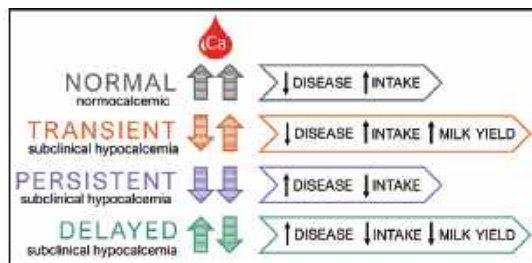 Ca
NORMAL
normocalcemic
↓ DISEASE ↑ INTAKE
TRANSIENT
subclinical hypocalcemia
↓ DISEASE ↑ INTAKE ↑ MILK YIELD
PERSISTENT
subclinical hypocalcemia
↑ DISEASE ↓ INTAKE
DELAYED
subclinical hypocalcemia
↑ DISEASE ↓ INTAKE ↓ MILK YIELD